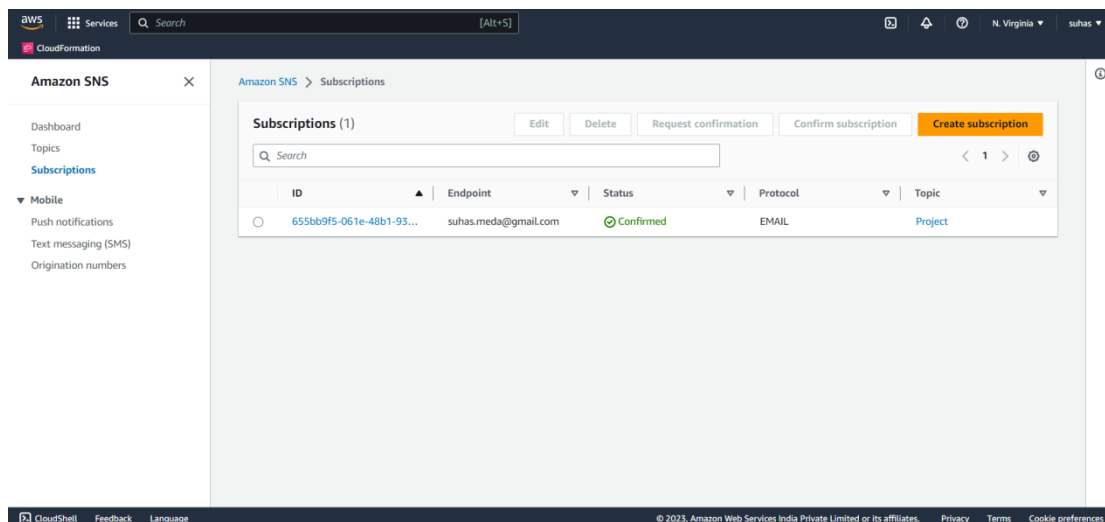 aws Services Search [Alt+S] N. Virginia suhas
CloudFormation
Amazon SNS
Dashboard
Topics
Subscriptions
Mobile
Push notifications
Text messaging (SMS)
Origination numbers
Amazon SNS > Subscriptions
Subscriptions (1) Edit Delete Request confirmation Confirm subscription Create subscription
Search 1
ID Endpoint Status Protocol Topic
655bb9f5-061e-48b1-93... suhas.meda@gmail.com Confirmed EMAIL Project
CloudShell Feedback Language © 2023, Amazon Web Services India Private Limited or its affiliates. Privacy Terms Cookie preferences